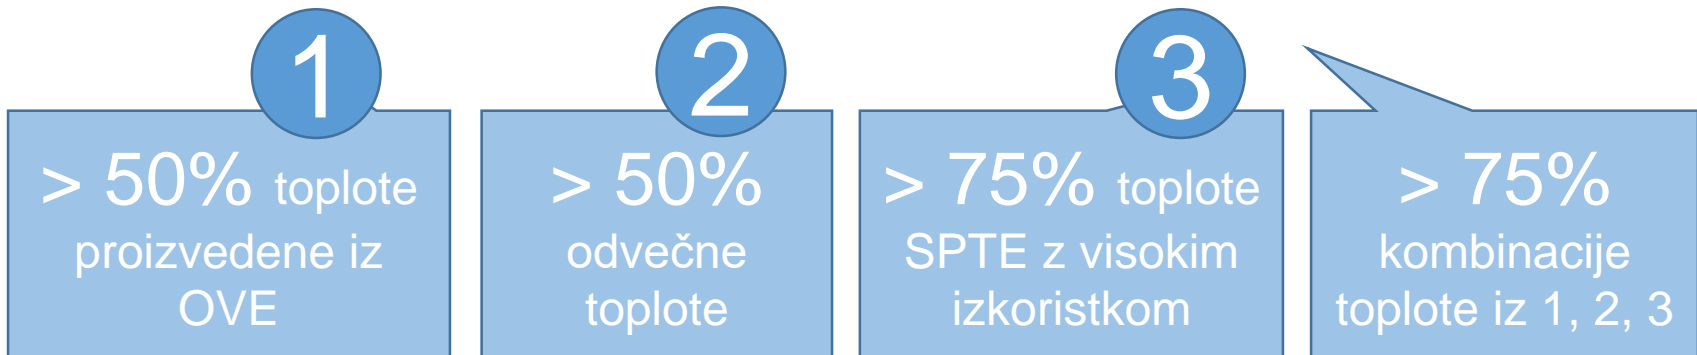 1
> 50% toplote
proizvedene iz
OVE
2
> 50%
odvečne
toplote
3
> 75% toplote
SPTE z visokim
izkoristkom
> 75%
kombinacije
toplote iz 1, 2, 3